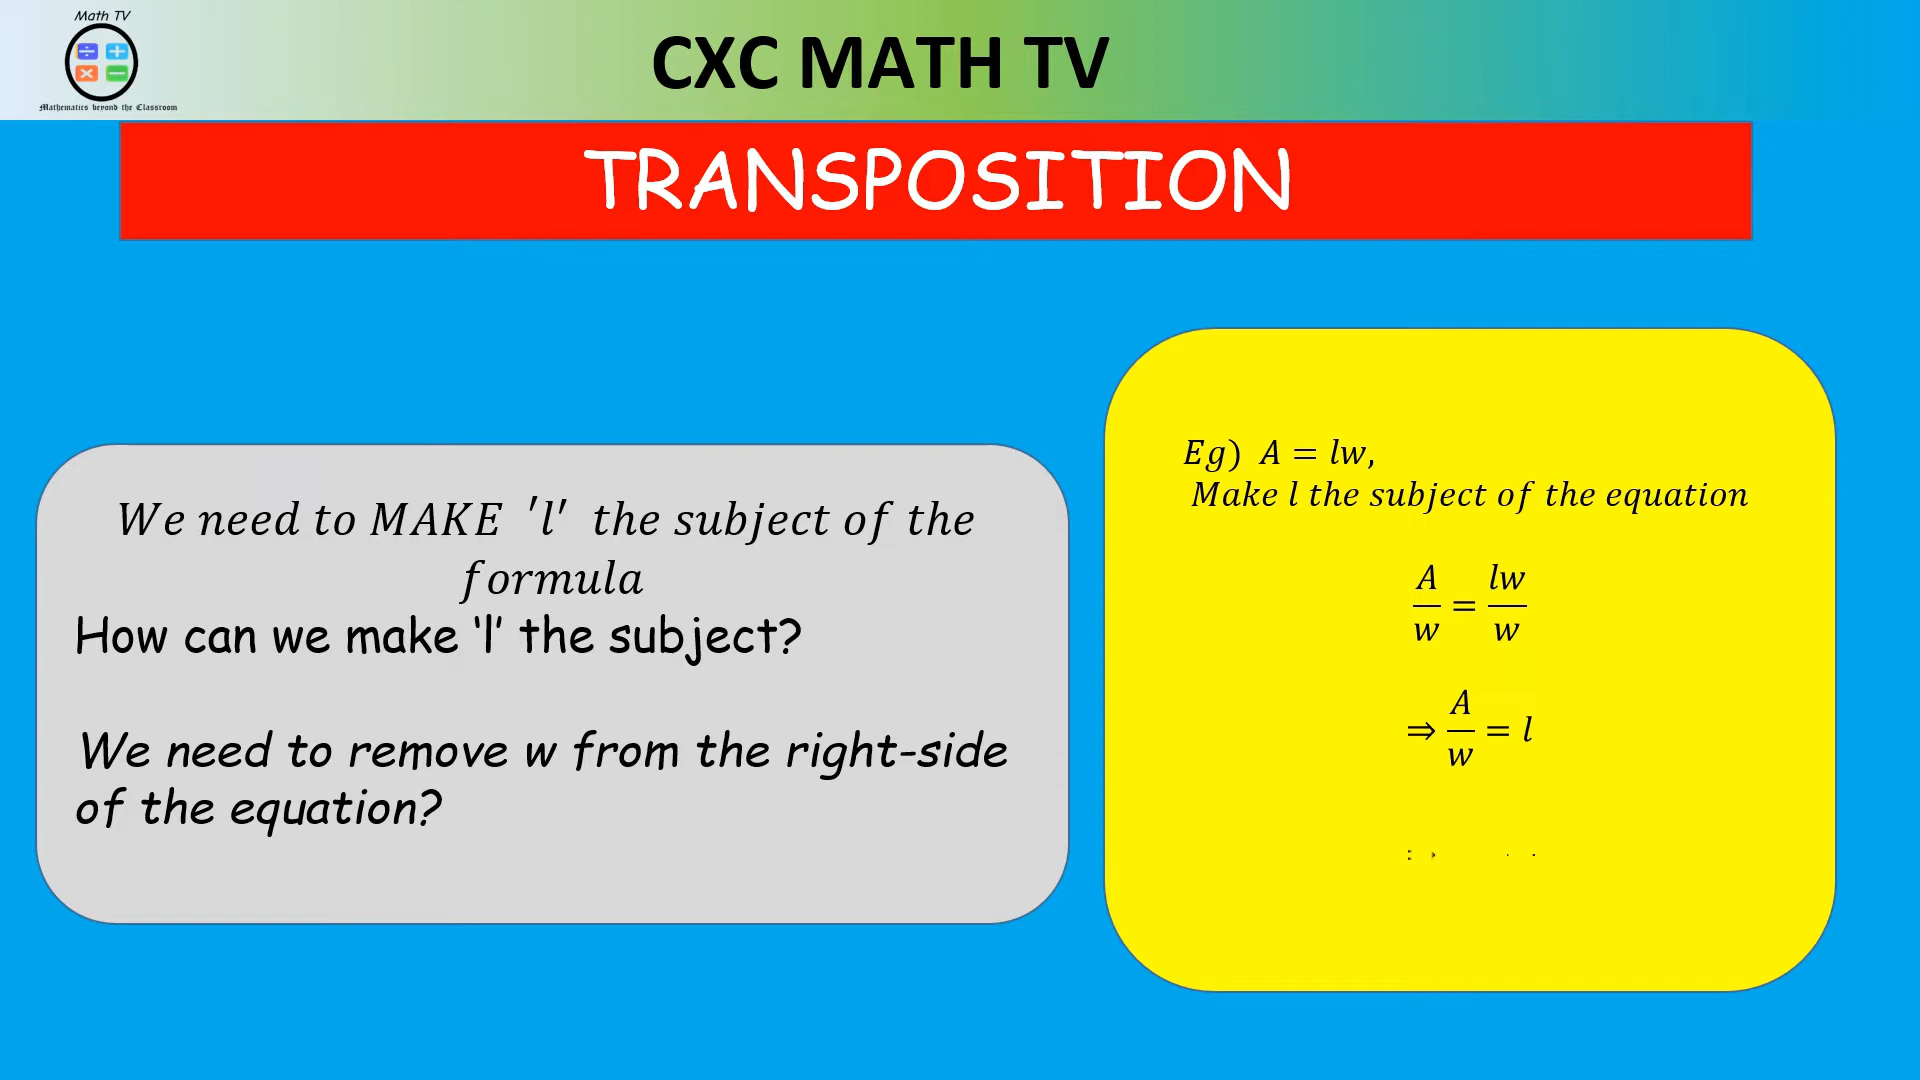 Math TV
Mathematics beyond the Classroom
CXC MATH TV
TRANSPOSITION
We need to MAKE 'l' the subject of the
formula
How can we make ‘l’ the subject?
We need to remove w from the right-side
of the equation?
Eg) A = lw,
Make l the subject of the equation
A/w = lw/w
⇒ A/w = l